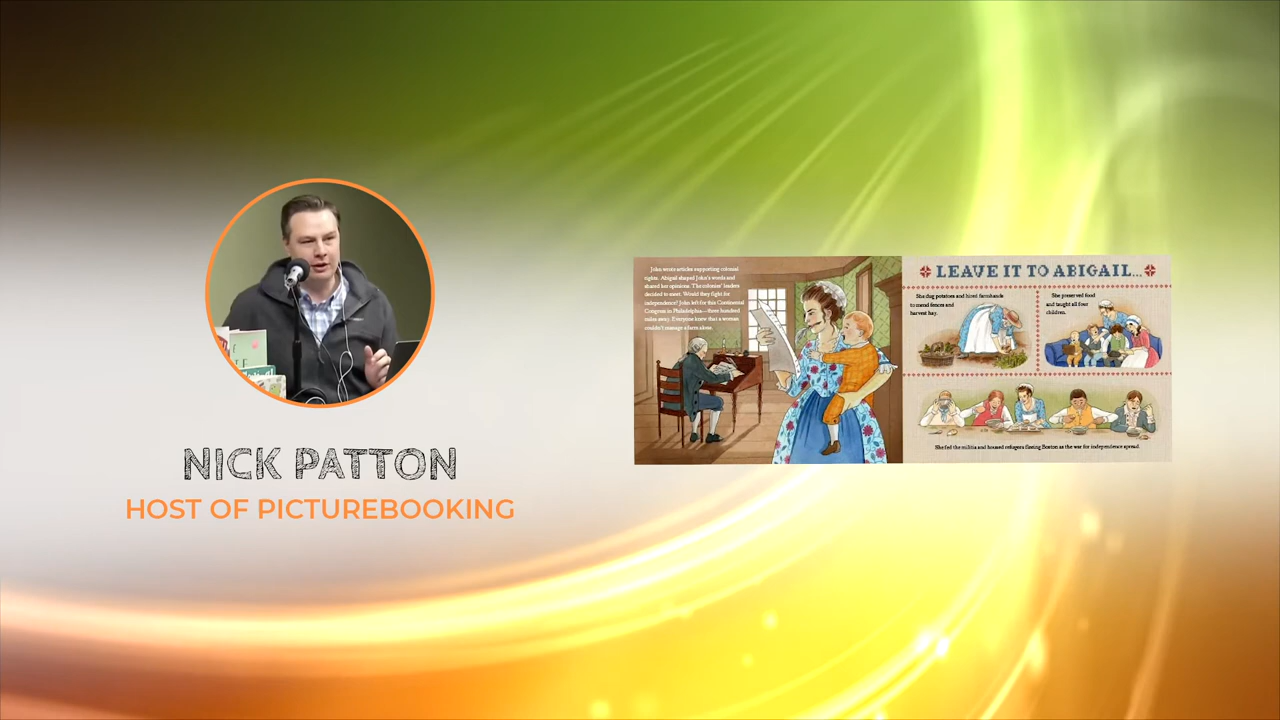 NICK PATTON
HOST OF PICTUREBOOKING
John wrote articles supporting colonial
rights. Abigail shaped John's words and
shared her opinions. The colonies' leaders
decided to meet. Would they fight for
independence? John left for this Continental
Congress in Philadelphia—three hundred
miles away. Everyone knew that a woman
couldn't manage a farm alone.
LEAVE IT TO ABIGAIL...
She dug potatoes and hired farmhands
to mend fences and
harvest hay.
She preserved food
and taught all four
children.
She fed the militia and housed refugees fleeing Boston as the war for independence spread.